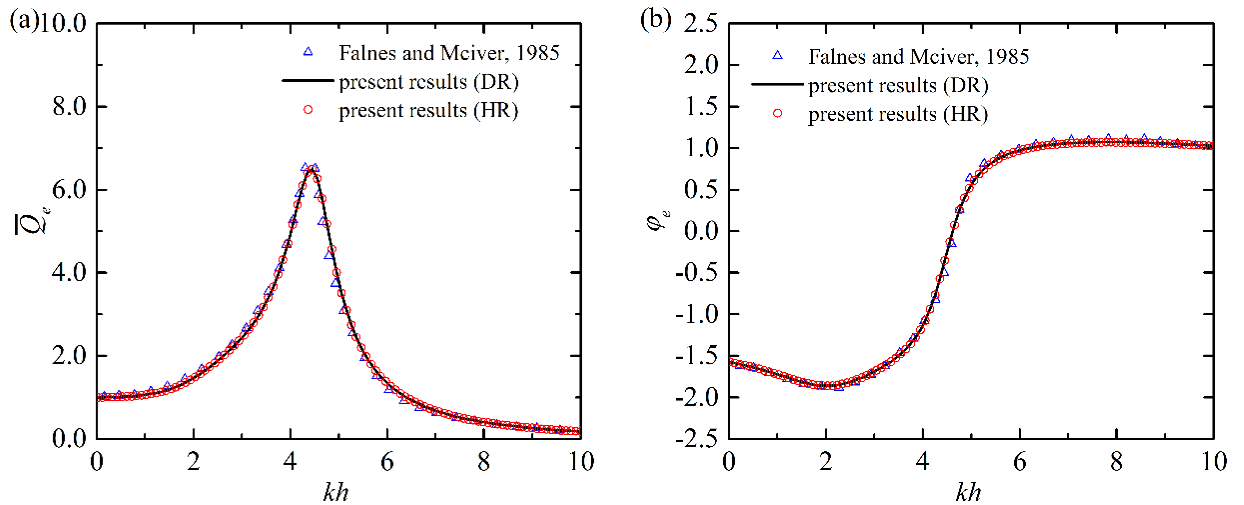 (a)
10.0
8.0
6.0
4.0
2.0
0.0
Q̅e
Falnes and Mciver, 1985
present results (DR)
present results (HR)
0 2 4 6 8 10
kh
(b)
2.5
2.0
1.5
1.0
0.5
0.0
-0.5
-1.0
-1.5
-2.0
-2.5
φe
Falnes and Mciver, 1985
present results (DR)
present results (HR)
0 2 4 6 8 10
kh